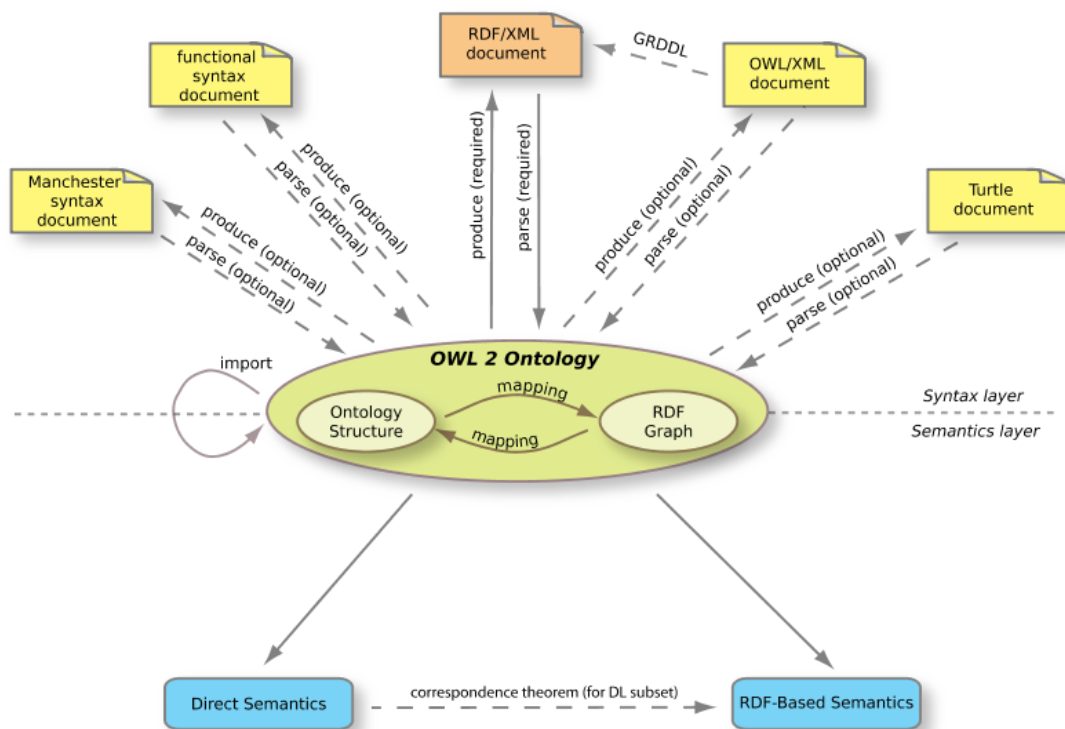 RDF/XML
document
GRDDL
functional
syntax
document
OWL/XML
document
Manchester
syntax
document
Turtle
document
produce (optional)
parse (optional)
produce (optional)
parse (optional)
produce (required)
parse (required)
produce (optional)
parse (optional)
produce (optional)
parse (optional)
OWL 2 Ontology
import
mapping
Ontology
Structure
RDF
Graph
mapping
Syntax layer
Semantics layer
Direct Semantics
correspondence theorem (for DL subset)
RDF-Based Semantics